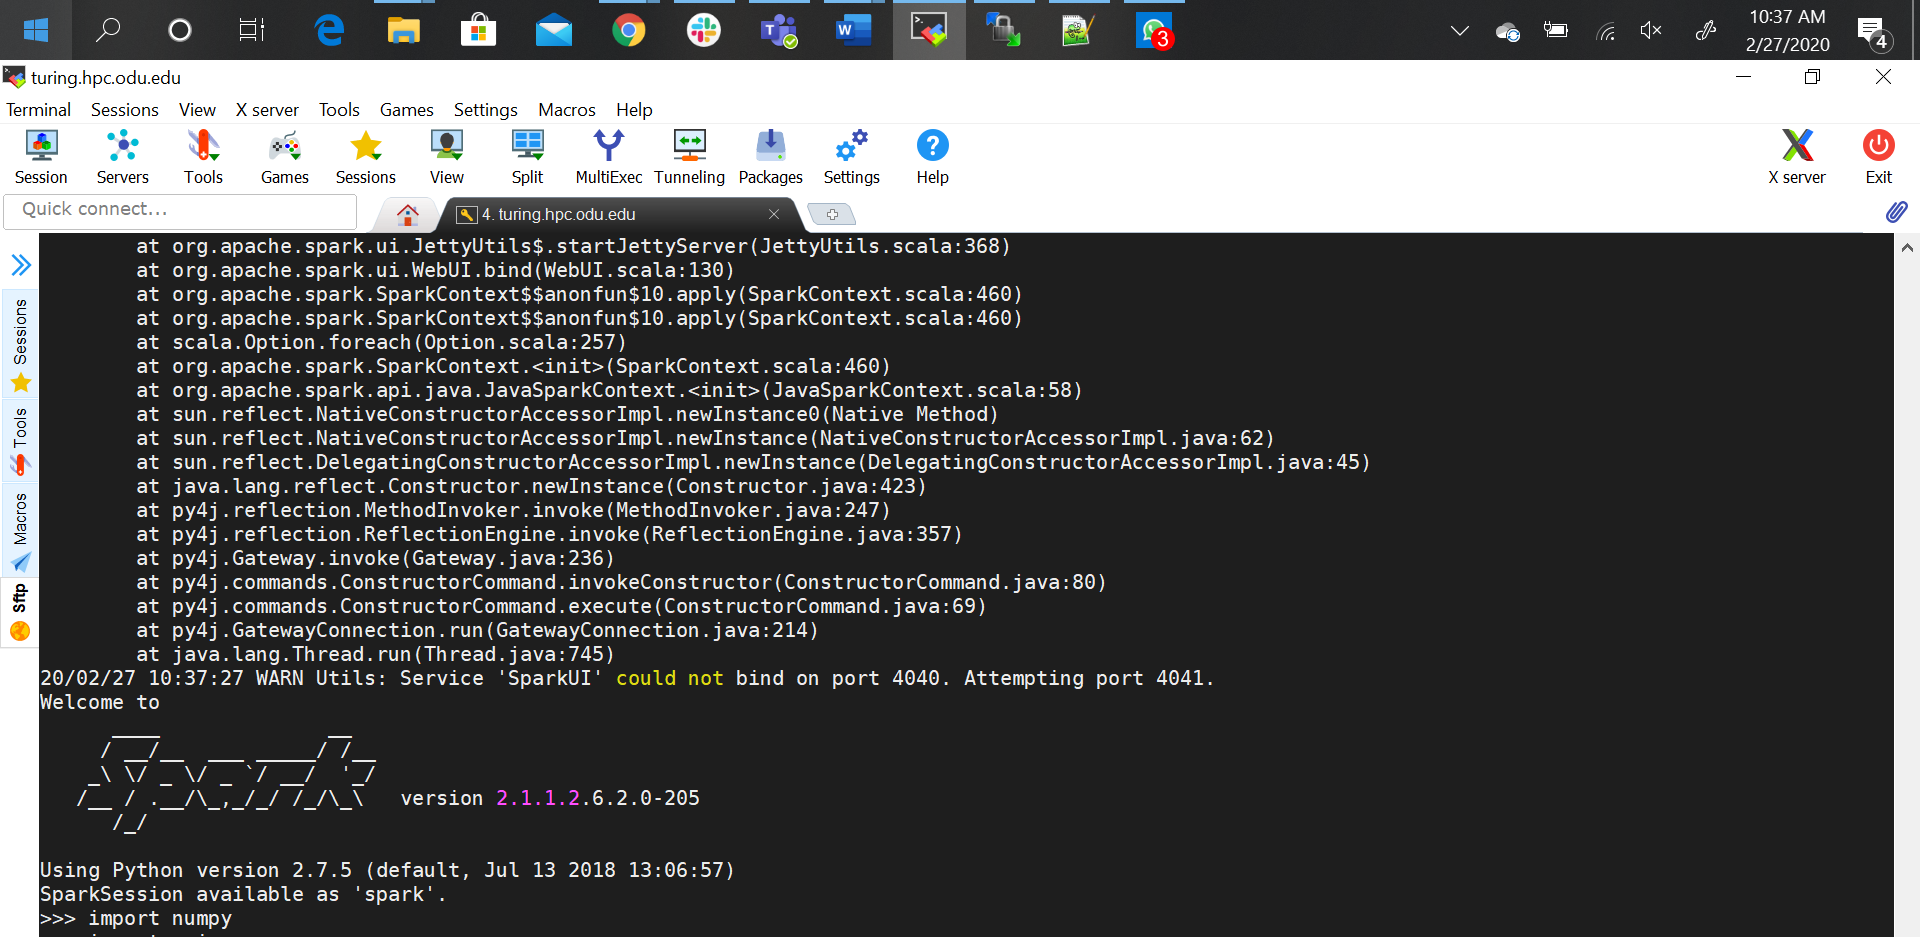 10:37 AM
2/27/2020
3
4
turing.hpc.odu.edu
Terminal Sessions View X server Tools Games Settings Macros Help
Session Servers Tools Games Sessions View Split MultiExec Tunneling Packages Settings Help X server Exit
Quick connect...
4. turing.hpc.odu.edu
Sessions
Tools
Macros
Sftp
at org.apache.spark.ui.JettyUtils$.startJettyServer(JettyUtils.scala:368)
at org.apache.spark.ui.WebUI.bind(WebUI.scala:130)
at org.apache.spark.SparkContext$$anonfun$10.apply(SparkContext.scala:460)
at org.apache.spark.SparkContext$$anonfun$10.apply(SparkContext.scala:460)
at scala.Option.foreach(Option.scala:257)
at org.apache.spark.SparkContext.<init>(SparkContext.scala:460)
at org.apache.spark.api.java.JavaSparkContext.<init>(JavaSparkContext.scala:58)
at sun.reflect.NativeConstructorAccessorImpl.newInstance0(Native Method)
at sun.reflect.NativeConstructorAccessorImpl.newInstance(NativeConstructorAccessorImpl.java:62)
at sun.reflect.DelegatingConstructorAccessorImpl.newInstance(DelegatingConstructorAccessorImpl.java:45)
at java.lang.reflect.Constructor.newInstance(Constructor.java:423)
at py4j.reflection.MethodInvoker.invoke(MethodInvoker.java:247)
at py4j.reflection.ReflectionEngine.invoke(ReflectionEngine.java:357)
at py4j.Gateway.invoke(Gateway.java:236)
at py4j.commands.ConstructorCommand.invokeConstructor(ConstructorCommand.java:80)
at py4j.commands.ConstructorCommand.execute(ConstructorCommand.java:69)
at py4j.GatewayConnection.run(GatewayConnection.java:214)
at java.lang.Thread.run(Thread.java:745)
20/02/27 10:37:27 WARN Utils: Service 'SparkUI' could not bind on port 4040. Attempting port 4041.
Welcome to
Spark version 2.1.1.2.6.2.0-205
Using Python version 2.7.5 (default, Jul 13 2018 13:06:57)
SparkSession available as 'spark'.
>>> import numpy